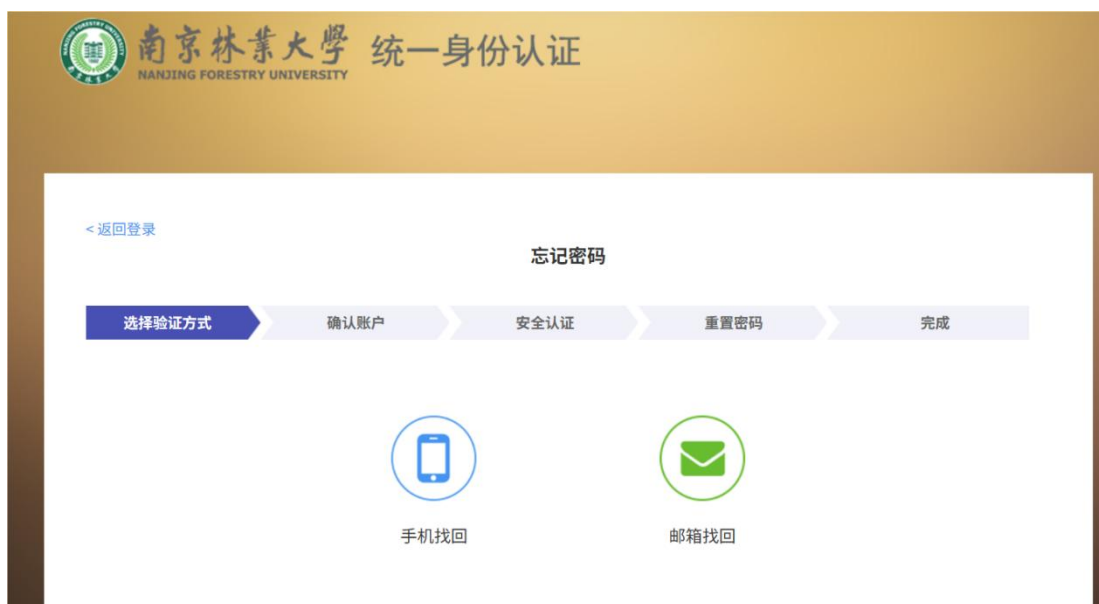 南京林業大學 统一身份认证
NANJING FORESTRY UNIVERSITY
< 返回登录
忘记密码
选择验证方式 确认账户 安全认证 重置密码 完成
手机找回 邮箱找回